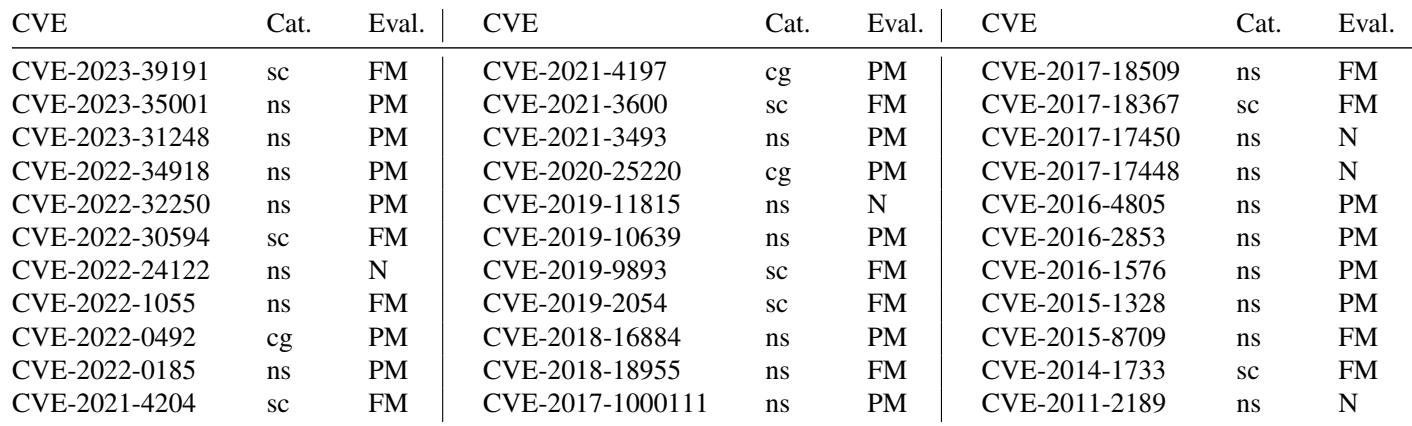 CVE Cat. Eval. CVE Cat. Eval. CVE Cat. Eval.
CVE-2023-39191 sc FM CVE-2021-4197 cg PM CVE-2017-18509 ns FM
CVE-2023-35001 ns PM CVE-2021-3600 sc FM CVE-2017-18367 sc FM
CVE-2023-31248 ns PM CVE-2021-3493 ns PM CVE-2017-17450 ns N
CVE-2022-34918 ns PM CVE-2020-25220 cg PM CVE-2017-17448 ns N
CVE-2022-32250 ns PM CVE-2019-11815 ns N CVE-2016-4805 ns PM
CVE-2022-30594 sc FM CVE-2019-10639 ns PM CVE-2016-2853 ns PM
CVE-2022-24122 ns N CVE-2019-9893 sc FM CVE-2016-1576 ns PM
CVE-2022-1055 ns FM CVE-2019-2054 sc FM CVE-2015-1328 ns PM
CVE-2022-0492 cg PM CVE-2018-16884 ns PM CVE-2015-8709 ns FM
CVE-2022-0185 ns PM CVE-2018-18955 ns FM CVE-2014-1733 sc FM
CVE-2021-4204 sc FM CVE-2017-1000111 ns PM CVE-2011-2189 ns N